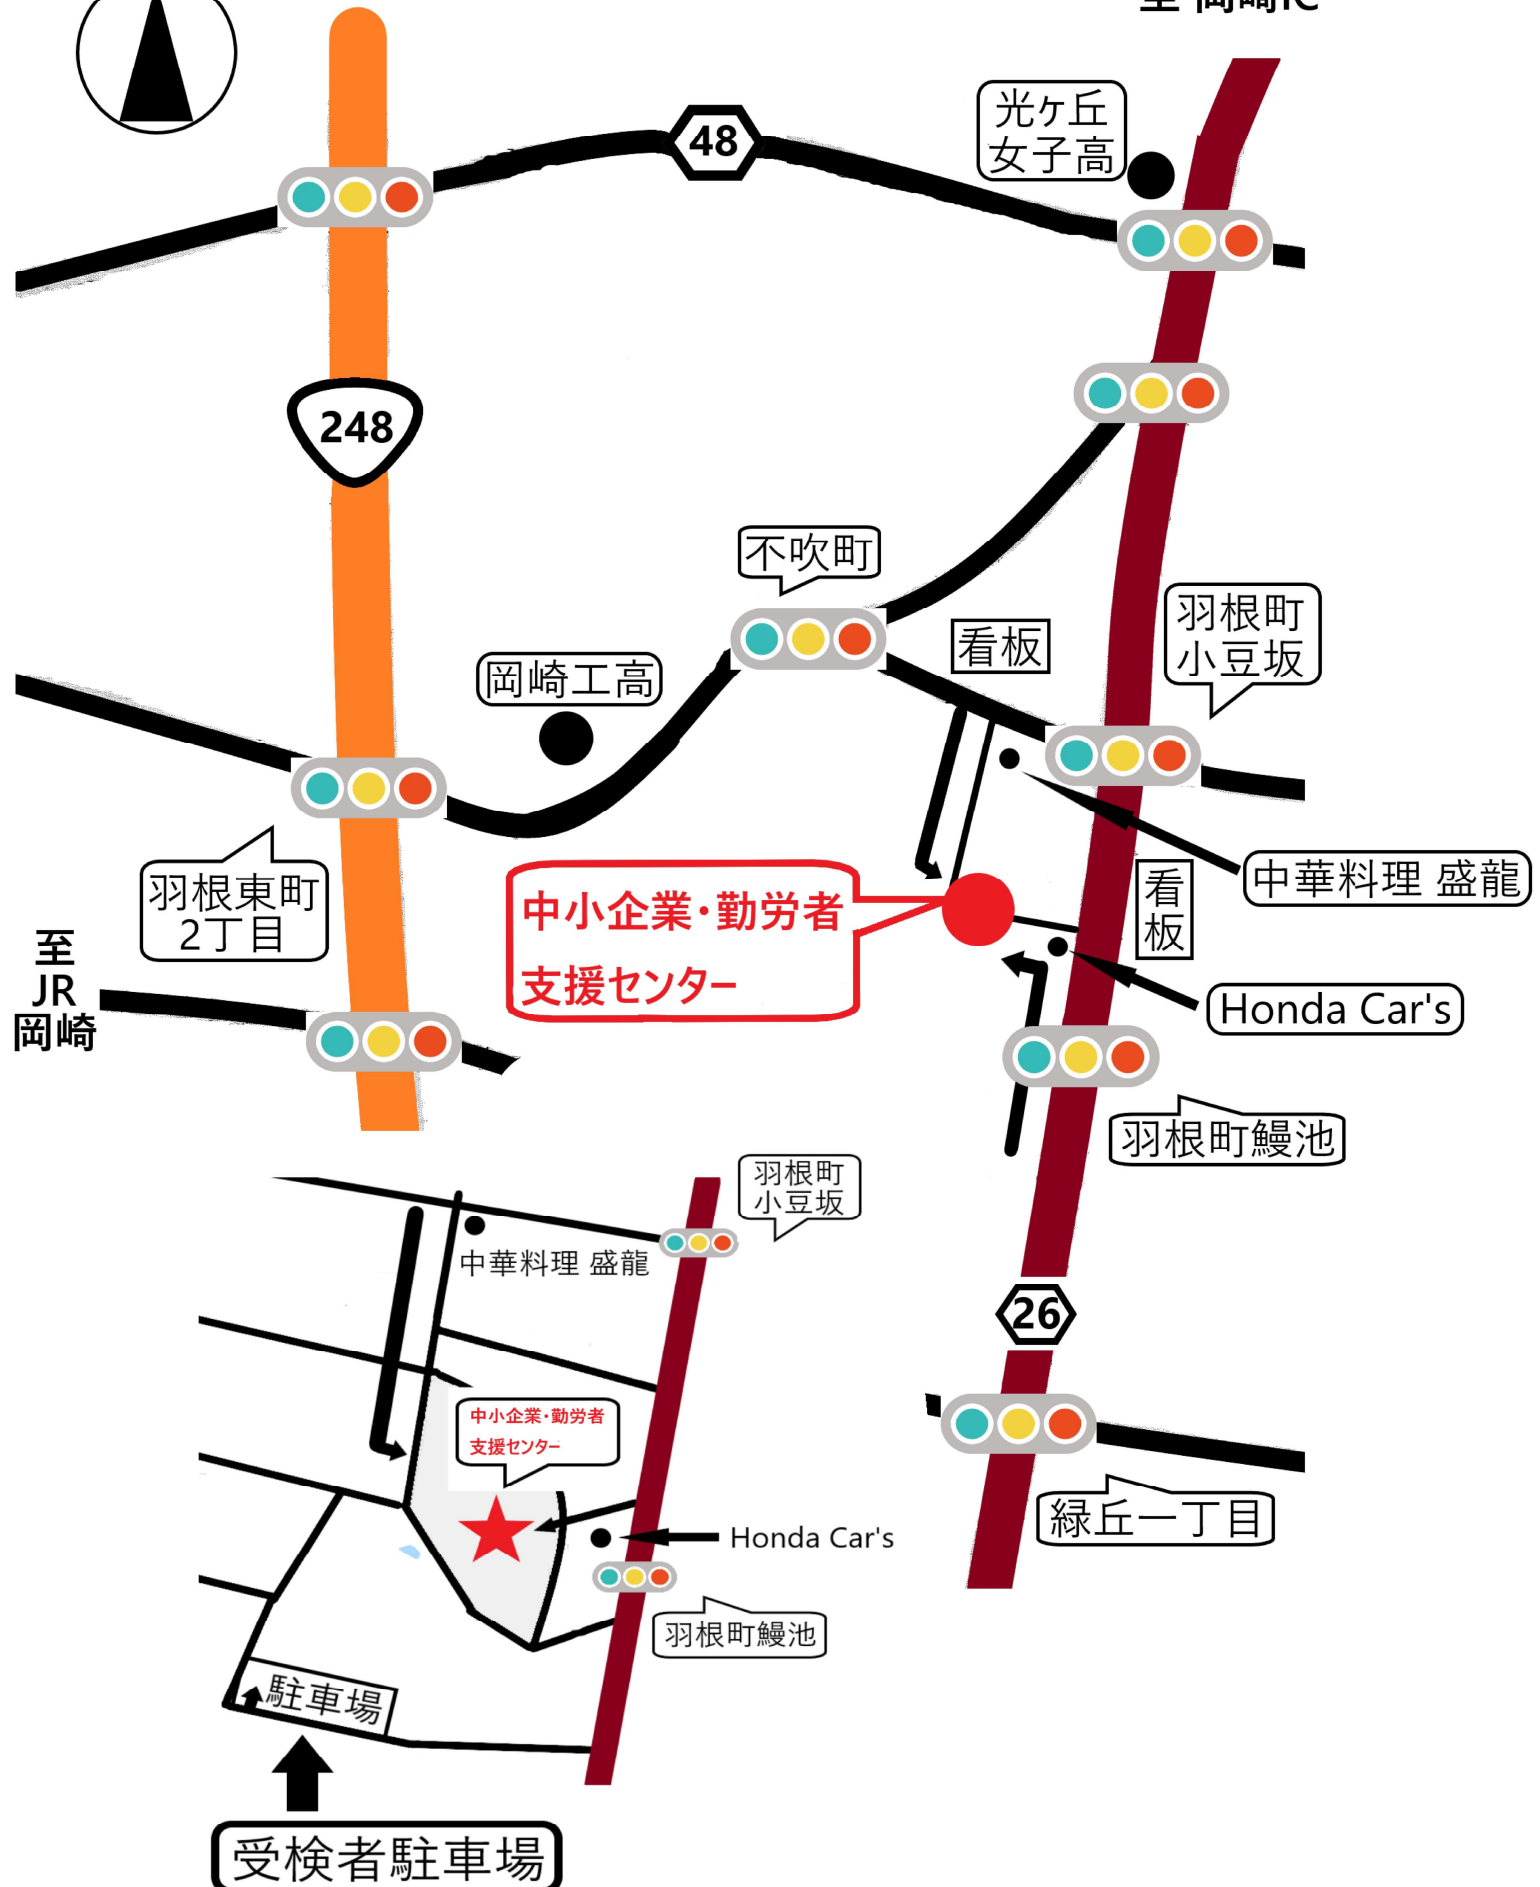 至 岡崎IC
光ヶ丘
女子高
48
248
不吹町
看板
羽根町
小豆坂
岡崎工高
羽根東町
2丁目
中華料理 盛龍
看
板
中小企業・勤労者
支援センター
至
JR
岡崎
Honda Car's
羽根町鰻池
羽根町
小豆坂
中華料理 盛龍
26
中小企業・勤労者
支援センター
緑丘一丁目
Honda Car's
羽根町鰻池
駐車場
受検者駐車場